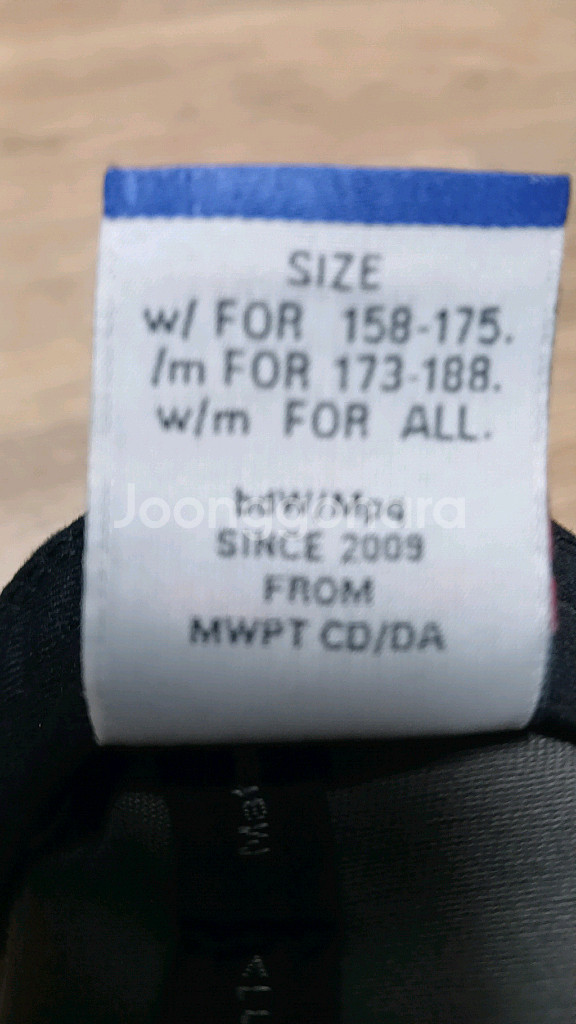 SIZE
w/ FOR 158-175.
/m FOR 173-188.
w/m FOR ALL.
Joonggonara
SINCE 2009
FROM
MWPT CD/DA